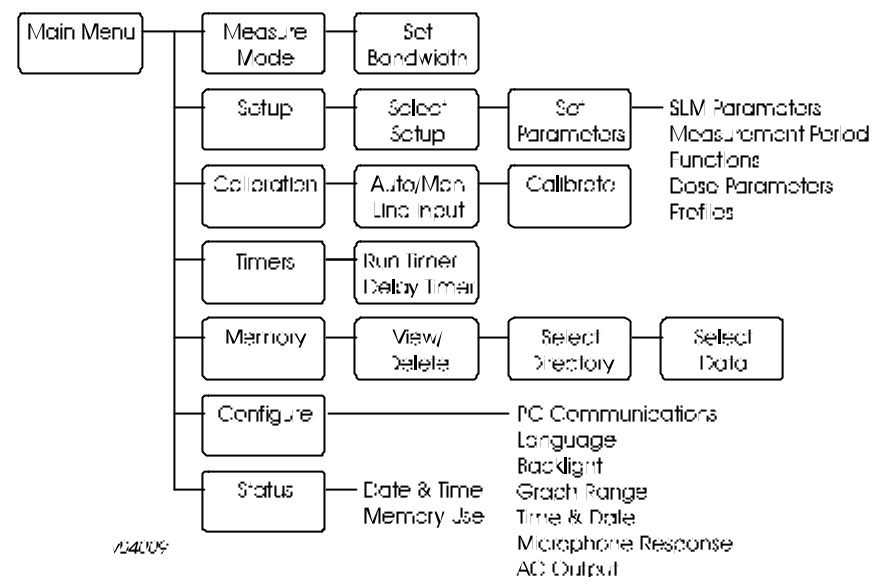 Main Menu
Measure
Mode
Set
Bandwidth
Setup
Select
Setup
Set
Parameters
SLM Parameters
Measurement Period
Functions
Dose Parameters
Profiles
Calibration
Auto/Man
Line Input
Calibrate
Timers
Run Timer
Delay Timer
Memory
View/
Delete
Select
Directory
Select
Data
Configure
PC Communications
Language
Backlight
Graph Range
Time & Date
Microphone Response
AC Output
Status
Date & Time
Memory Use